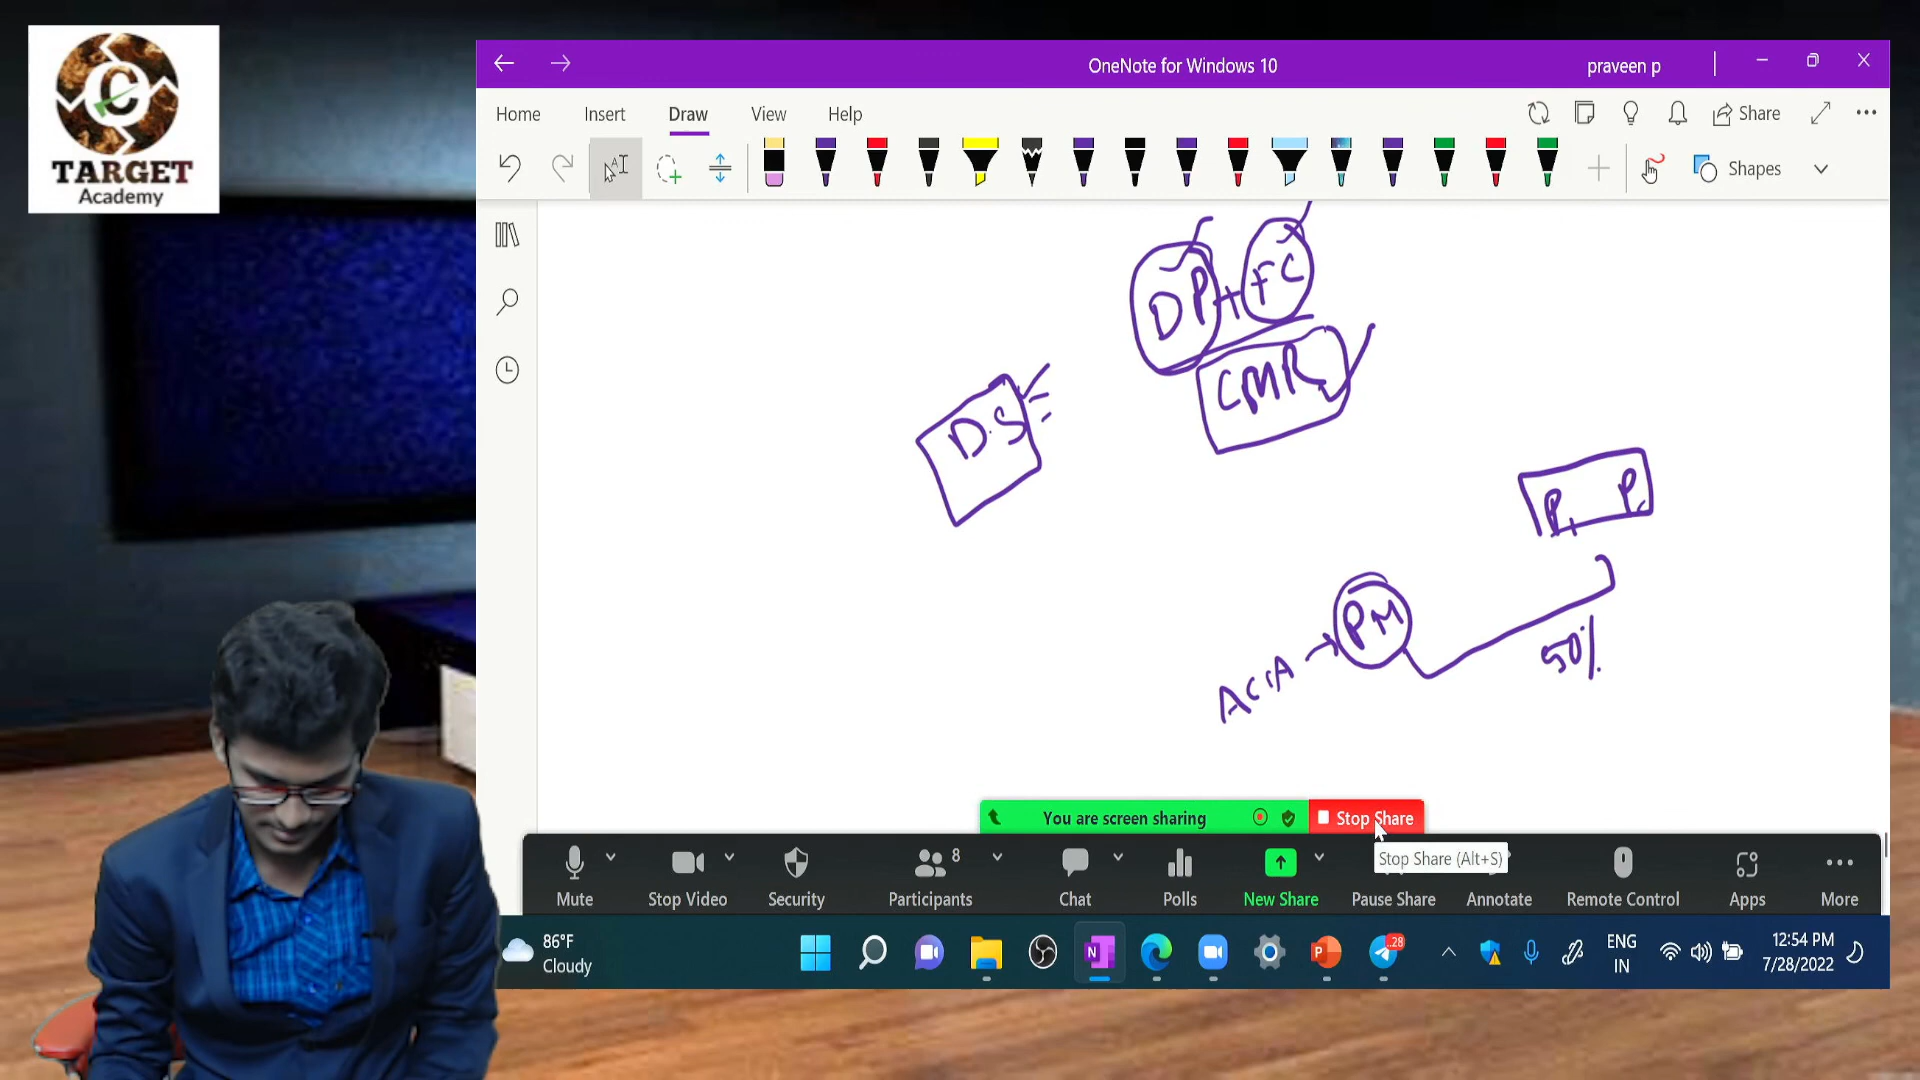 C
TARGET
Academy
OneNote for Windows 10
praveen p
Home
Insert
Draw
View
Help
Share
Shapes
DP + FC
CMR
D.S
P1
PM
50%
ACCA
You are screen sharing
Stop Share
Stop Share (Alt+S)
8
Mute
Stop Video
Security
Participants
Chat
Polls
New Share
Pause Share
Annotate
Remote Control
Apps
More
86°F
Cloudy
..28
ENG
IN
12:54 PM
7/28/2022